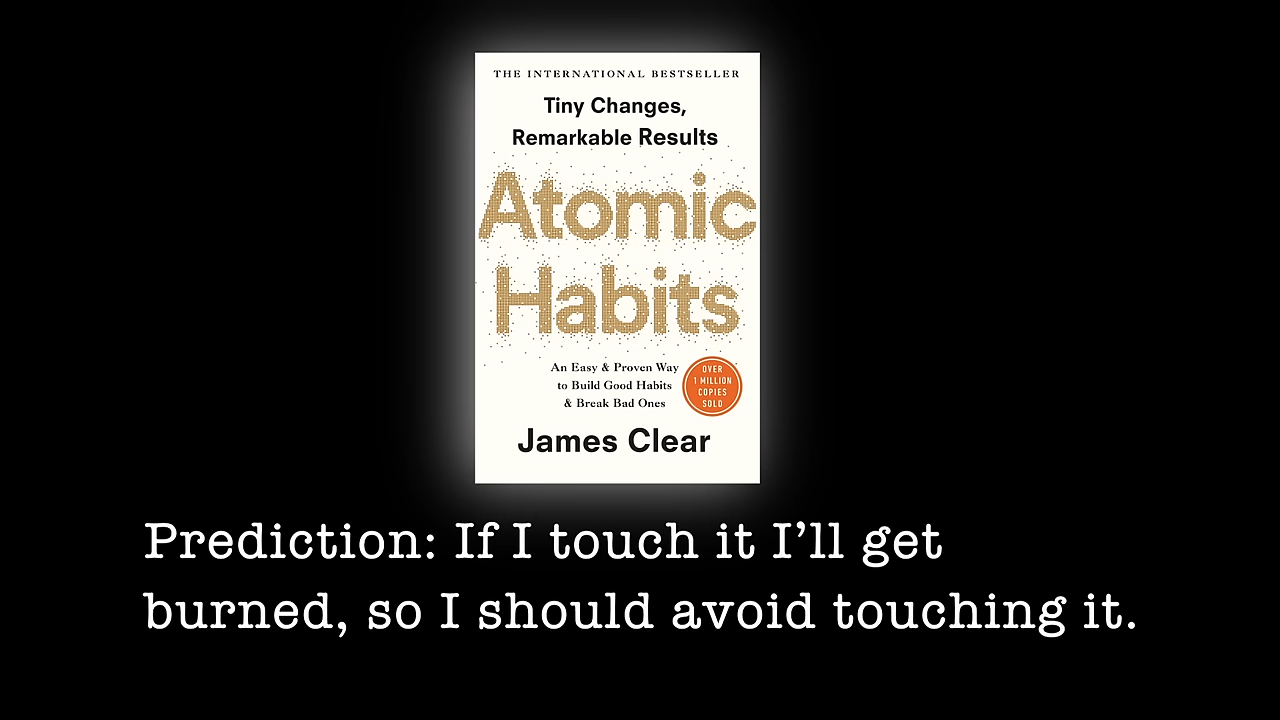 THE INTERNATIONAL BESTSELLER
Tiny Changes,
Remarkable Results
Atomic
Habits
An Easy & Proven Way
to Build Good Habits
& Break Bad Ones
OVER
1 MILLION
COPIES
SOLD
James Clear
Prediction: If I touch it I’ll get
burned, so I should avoid touching it.